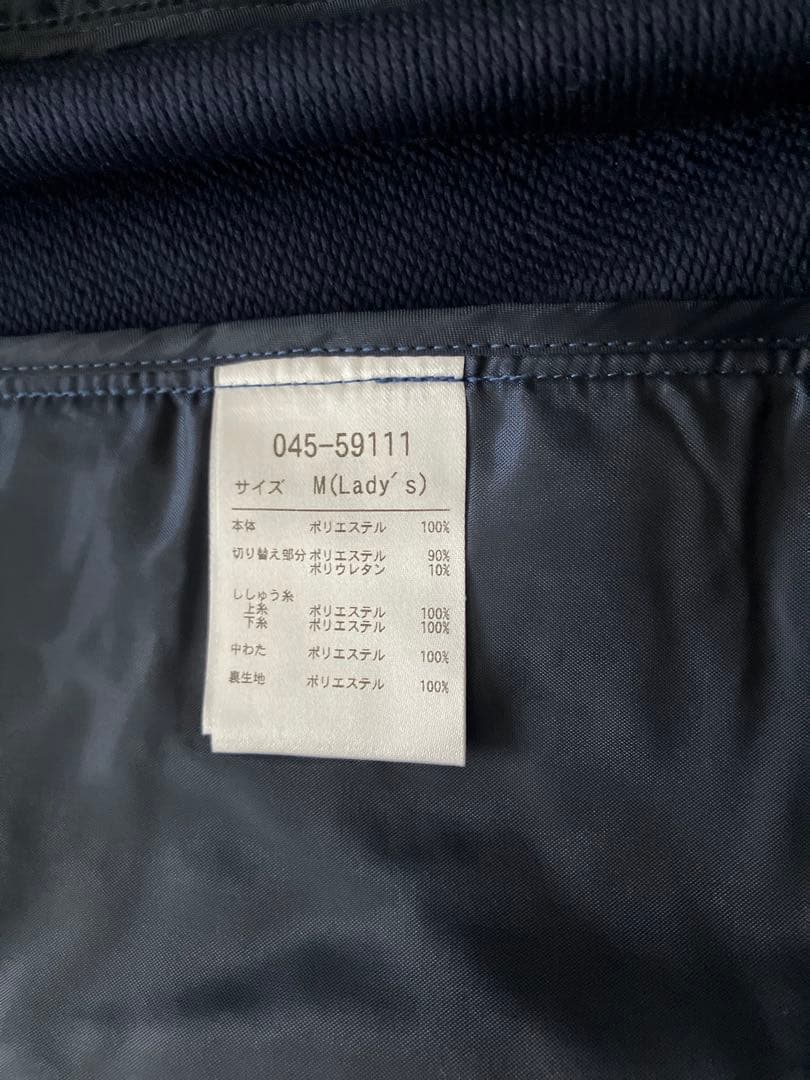 045-59111
サイズ M(Lady´s)
本体 ポリエステル 100%
切り替え部分 ポリエステル 90%
ポリウレタン 10%
ししゅう糸
上糸 ポリエステル 100%
下糸 ポリエステル 100%
中わた ポリエステル 100%
裏生地 ポリエステル 100%